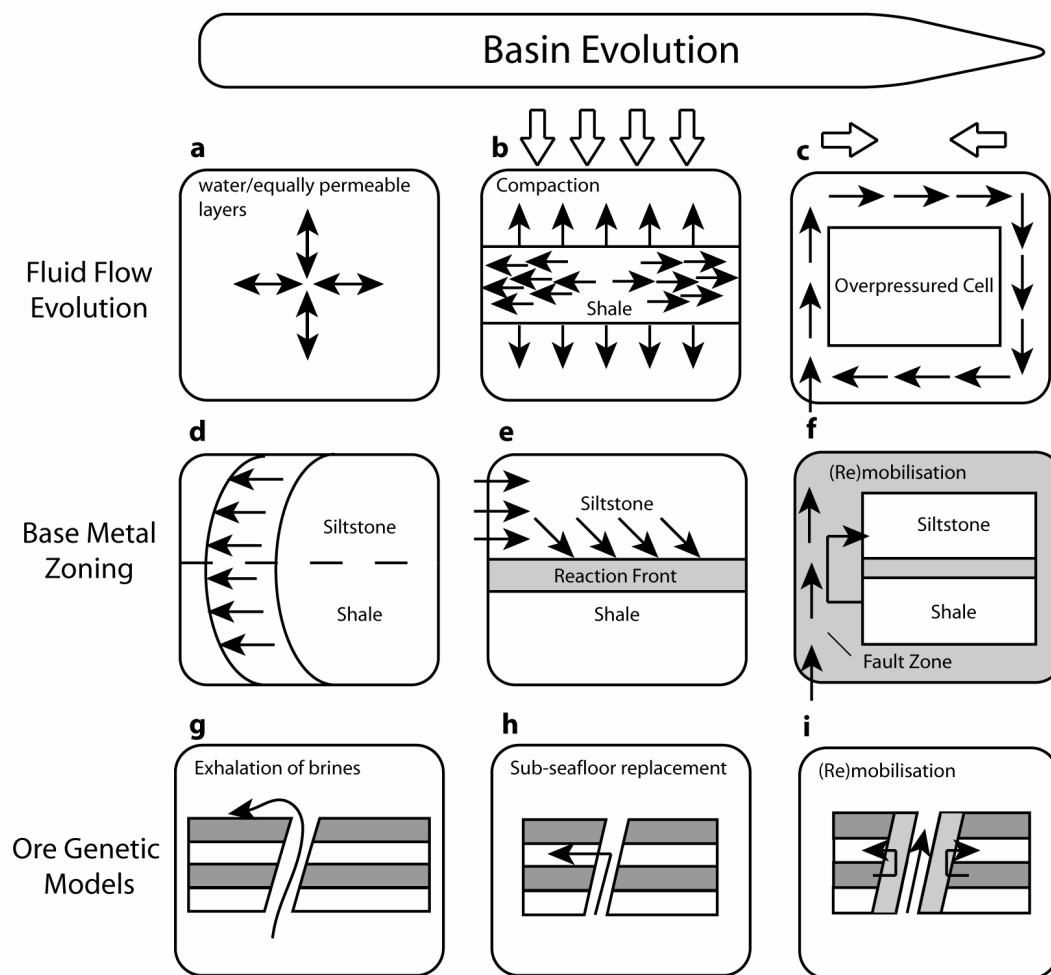 Basin Evolution
a
b
c
water/equally permeable
layers
Compaction
Shale
Overpressured Cell
Fluid Flow
Evolution
d
e
f
Siltstone
Shale
Siltstone
Reaction Front
Shale
(Re)mobilisation
Siltstone
Shale
Fault Zone
Base Metal
Zoning
g
h
i
Exhalation of brines
Sub-seafloor replacement
(Re)mobilisation
Ore Genetic
Models